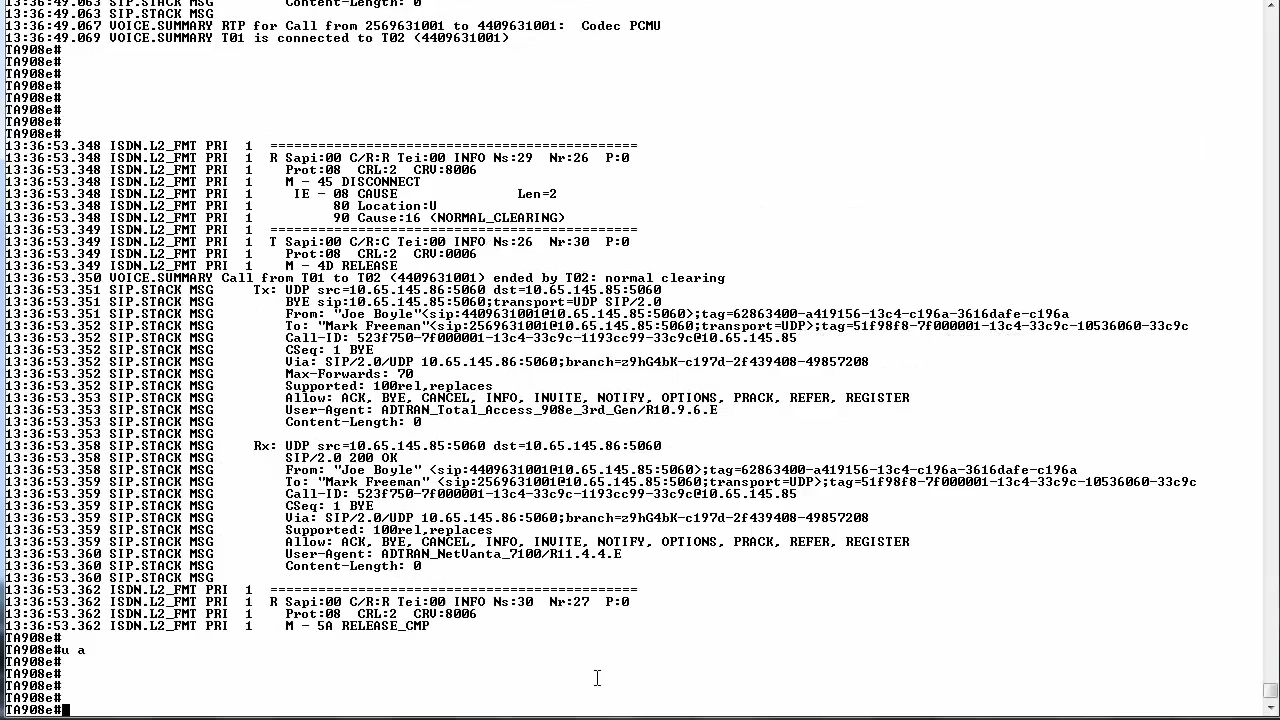 13:36:49.063 SIP.STACK MSG Content-Length: 0
13:36:49.063 SIP.STACK MSG
13:36:49.067 VOICE.SUMMARY RTP for Call from 2569631001 to 4409631001: Codec PCMU
13:36:49.069 VOICE.SUMMARY T01 is connected to T02 (4409631001)
TA908e#
TA908e#
TA908e#
TA908e#
TA908e#
TA908e#
TA908e#
TA908e#
13:36:53.348 ISDN.L2_FMT PRI 1 =============================================
13:36:53.348 ISDN.L2_FMT PRI 1 R Sapi:00 C/R:R Tei:00 INFO Ns:29 Nr:26 P:0
13:36:53.348 ISDN.L2_FMT PRI 1 Prot:08 CRL:2 CRV:8006
13:36:53.348 ISDN.L2_FMT PRI 1 M - 45 DISCONNECT
13:36:53.348 ISDN.L2_FMT PRI 1 IE - 08 CAUSE Len=2
13:36:53.348 ISDN.L2_FMT PRI 1 80 Location:U
13:36:53.348 ISDN.L2_FMT PRI 1 90 Cause:16 (NORMAL_CLEARING)
13:36:53.349 ISDN.L2_FMT PRI 1 =============================================
13:36:53.349 ISDN.L2_FMT PRI 1 T Sapi:00 C/R:C Tei:00 INFO Ns:26 Nr:30 P:0
13:36:53.349 ISDN.L2_FMT PRI 1 Prot:08 CRL:2 CRV:0006
13:36:53.349 ISDN.L2_FMT PRI 1 M - 4D RELEASE
13:36:53.350 VOICE.SUMMARY Call from T01 to T02 (4409631001) ended by T02: normal clearing
13:36:53.351 SIP.STACK MSG Tx: UDP src=10.65.145.86:5060 dst=10.65.145.85:5060
13:36:53.351 SIP.STACK MSG BYE sip:10.65.145.85:5060;transport=UDP SIP/2.0
13:36:53.351 SIP.STACK MSG From: "Joe Boyle"<sip:4409631001@10.65.145.85:5060>;tag=62863400-a419156-13c4-c196a-3616dafe-c196a
13:36:53.352 SIP.STACK MSG To: "Mark Freeman"<sip:2569631001@10.65.145.85:5060;transport=UDP>;tag=51f98f8-7f000001-13c4-33c9c-10536060-33c9c
13:36:53.352 SIP.STACK MSG Call-ID: 523f750-7f000001-13c4-33c9c-1193cc99-33c9c@10.65.145.85
13:36:53.352 SIP.STACK MSG CSeq: 1 BYE
13:36:53.352 SIP.STACK MSG Via: SIP/2.0/UDP 10.65.145.86:5060;branch=z9hG4bK-c197d-2f439408-49857208
13:36:53.352 SIP.STACK MSG Max-Forwards: 70
13:36:53.352 SIP.STACK MSG Supported: 100rel,replaces
13:36:53.353 SIP.STACK MSG Allow: ACK, BYE, CANCEL, INFO, INVITE, NOTIFY, OPTIONS, PRACK, REFER, REGISTER
13:36:53.353 SIP.STACK MSG User-Agent: ADTRAN_Total_Access_908e_3rd_Gen/R10.9.6.E
13:36:53.353 SIP.STACK MSG Content-Length: 0
13:36:53.353 SIP.STACK MSG
13:36:53.358 SIP.STACK MSG Rx: UDP src=10.65.145.85:5060 dst=10.65.145.86:5060
13:36:53.358 SIP.STACK MSG SIP/2.0 200 OK
13:36:53.358 SIP.STACK MSG From: "Joe Boyle" <sip:4409631001@10.65.145.85:5060>;tag=62863400-a419156-13c4-c196a-3616dafe-c196a
13:36:53.359 SIP.STACK MSG To: "Mark Freeman" <sip:2569631001@10.65.145.85:5060;transport=UDP>;tag=51f98f8-7f000001-13c4-33c9c-10536060-33c9c
13:36:53.359 SIP.STACK MSG Call-ID: 523f750-7f000001-13c4-33c9c-1193cc99-33c9c@10.65.145.85
13:36:53.359 SIP.STACK MSG CSeq: 1 BYE
13:36:53.359 SIP.STACK MSG Via: SIP/2.0/UDP 10.65.145.86:5060;branch=z9hG4bK-c197d-2f439408-49857208
13:36:53.359 SIP.STACK MSG Supported: 100rel,replaces
13:36:53.359 SIP.STACK MSG Allow: ACK, BYE, CANCEL, INFO, INVITE, NOTIFY, OPTIONS, PRACK, REFER, REGISTER
13:36:53.360 SIP.STACK MSG User-Agent: ADTRAN_NetVanta_7100/R11.4.4.E
13:36:53.360 SIP.STACK MSG Content-Length: 0
13:36:53.360 SIP.STACK MSG
13:36:53.362 ISDN.L2_FMT PRI 1 =============================================
13:36:53.362 ISDN.L2_FMT PRI 1 R Sapi:00 C/R:R Tei:00 INFO Ns:30 Nr:27 P:0
13:36:53.362 ISDN.L2_FMT PRI 1 Prot:08 CRL:2 CRV:8006
13:36:53.362 ISDN.L2_FMT PRI 1 M - 5A RELEASE_CMP
TA908e#
TA908e#u a
TA908e#
TA908e#
TA908e#
TA908e#
TA908e#